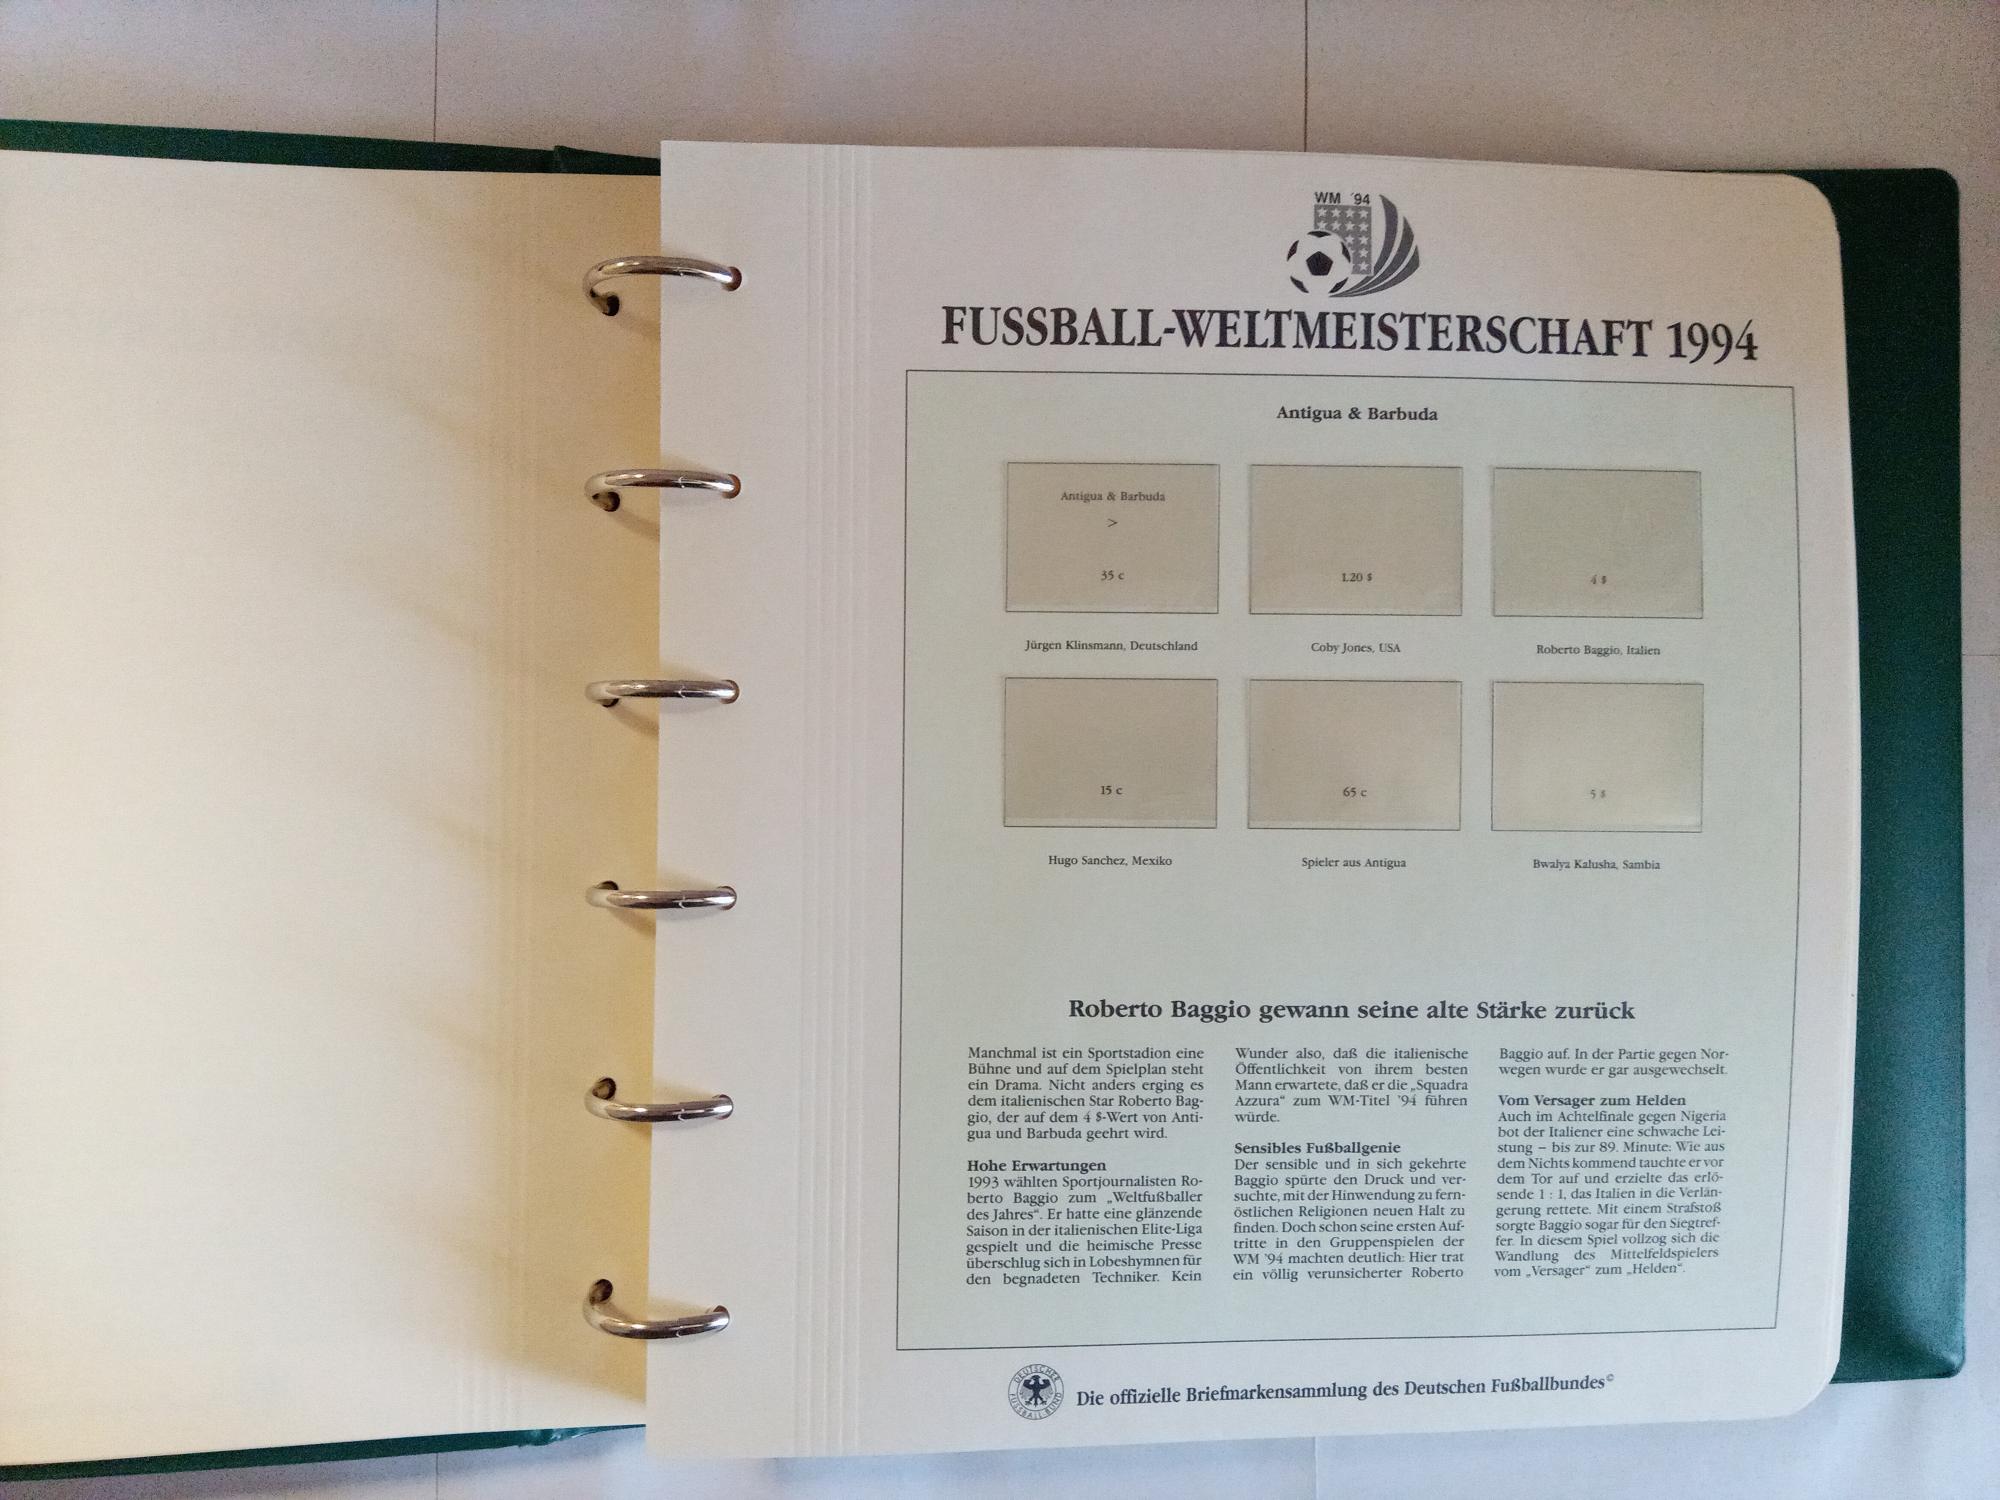 WM '94
FUSSBALL-WELTMEISTERSCHAFT 1994
Antigua & Barbuda
Antigua & Barbuda
>
35 c
1.20 $
4 $
Jürgen Klinsmann, Deutschland
Coby Jones, USA
Roberto Baggio, Italien
15 c
65 c
5 $
Hugo Sanchez, Mexiko
Spieler aus Antigua
Bwalya Kalusha, Sambia
Roberto Baggio gewann seine alte Stärke zurück
Manchmal ist ein Sportstadion eine
Bühne und auf dem Spielplan steht
ein Drama. Nicht anders erging es
dem italienischen Star Roberto Bag-
gio, der auf dem 4 $-Wert von Anti-
gua und Barbuda geehrt wird.
Hohe Erwartungen
1993 wählten Sportjournalisten Ro-
berto Baggio zum „Weltfußballer
des Jahres“. Er hatte eine glänzende
Saison in der italienischen Elite-Liga
gespielt und die heimische Presse
überschlug sich in Lobeshymnen für
den begnadeten Techniker. Kein
Wunder also, daß die italienische
Öffentlichkeit von ihrem besten
Mann erwartete, daß er die „Squadra
Azzura“ zum WM-Titel '94 führen
würde.
Sensibles Fußballgenie
Der sensible und in sich gekehrte
Baggio spürte den Druck und ver-
suchte, mit der Hinwendung zu fern-
östlichen Religionen neuen Halt zu
finden. Doch schon seine ersten Auf-
tritte in den Gruppenspielen der
WM '94 machten deutlich: Hier trat
ein völlig verunsicherter Roberto
Baggio auf. In der Partie gegen Nor-
wegen wurde er gar ausgewechselt.
Vom Versager zum Helden
Auch im Achtelfinale gegen Nigeria
bot der Italiener eine schwache Lei-
stung – bis zur 89. Minute: Wie aus
dem Nichts kommend tauchte er vor
dem Tor auf und erzielte das erlö-
sende 1 : 1, das Italien in die Verlän-
gerung rettete. Mit einem Strafstoß
sorgte Baggio sogar für den Siegtref-
fer. In diesem Spiel vollzog sich die
Wandlung des Mittelfeldspielers
vom „Versager“ zum „Helden“.
DEUTSCHER
FUSSBALL-BUND
Die offizielle Briefmarkensammlung des Deutschen Fußballbundes©